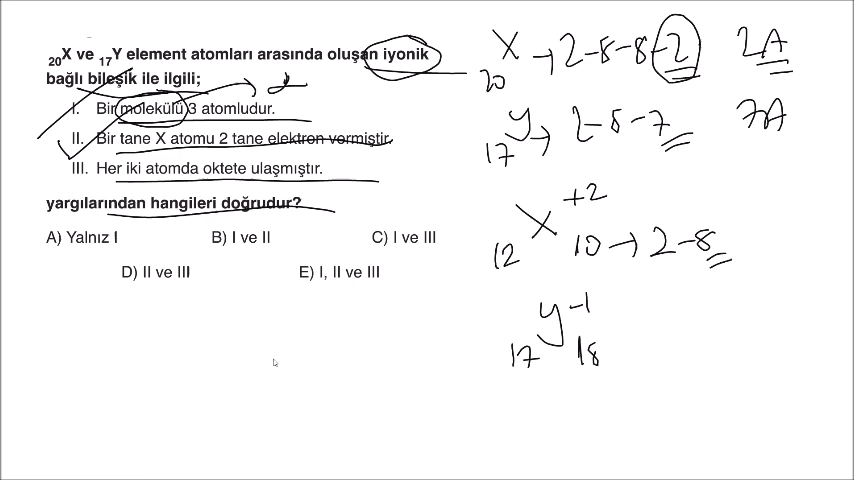 ₂₀X ve ₁₇Y element atomları arasında oluşan iyonik
bağlı bileşik ile ilgili;
I. Bir molekülü 3 atomludur.
II. Bir tane X atomu 2 tane elektron vermiştir.
III. Her iki atomda oktete ulaşmıştır.
yargılarından hangileri doğrudur?
A) Yalnız I B) I ve II C) I ve III
D) II ve III E) I, II ve III
₂₀X → 2-8-8-2 2A
₁₇y → 2-8-7 7A
₁₂X⁺² 10 → 2-8
₁₇y⁻¹ 18